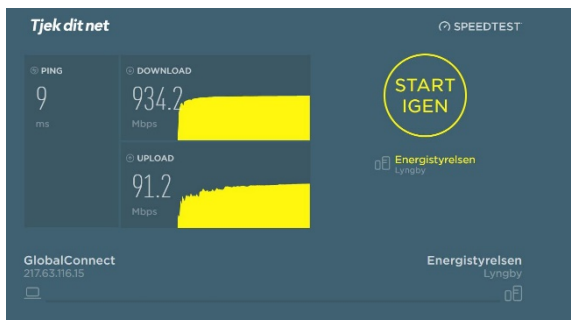 Tjek dit net
SPEEDTEST
PING
9
ms
DOWNLOAD
934.2
Mbps
UPLOAD
91.2
Mbps
START
IGEN
Energistyrelsen
Lyngby
GlobalConnect
217.63.116.15
Energistyrelsen
Lyngby